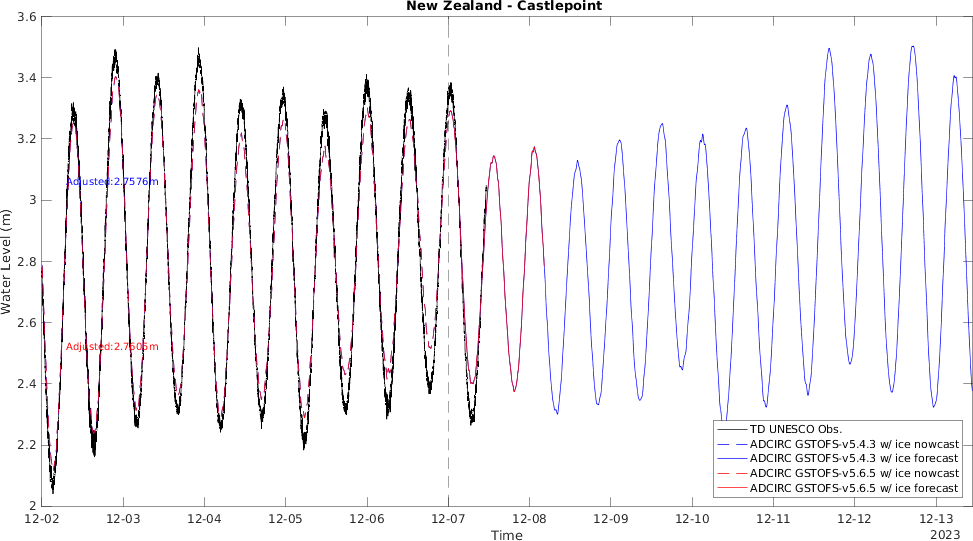 New Zealand - Castlepoint
Water Level (m)
3.6
3.4
3.2
3
2.8
2.6
2.4
2.2
2
Adjusted:2.7576m
Adjusted:2.7605m
TD UNESCO Obs.
ADCIRC GSTOFS-v5.4.3 w/ ice nowcast
ADCIRC GSTOFS-v5.4.3 w/ ice forecast
ADCIRC GSTOFS-v5.6.5 w/ ice nowcast
ADCIRC GSTOFS-v5.6.5 w/ ice forecast
12-02 12-03 12-04 12-05 12-06 12-07 12-08 12-09 12-10 12-11 12-12 12-13
Time
2023